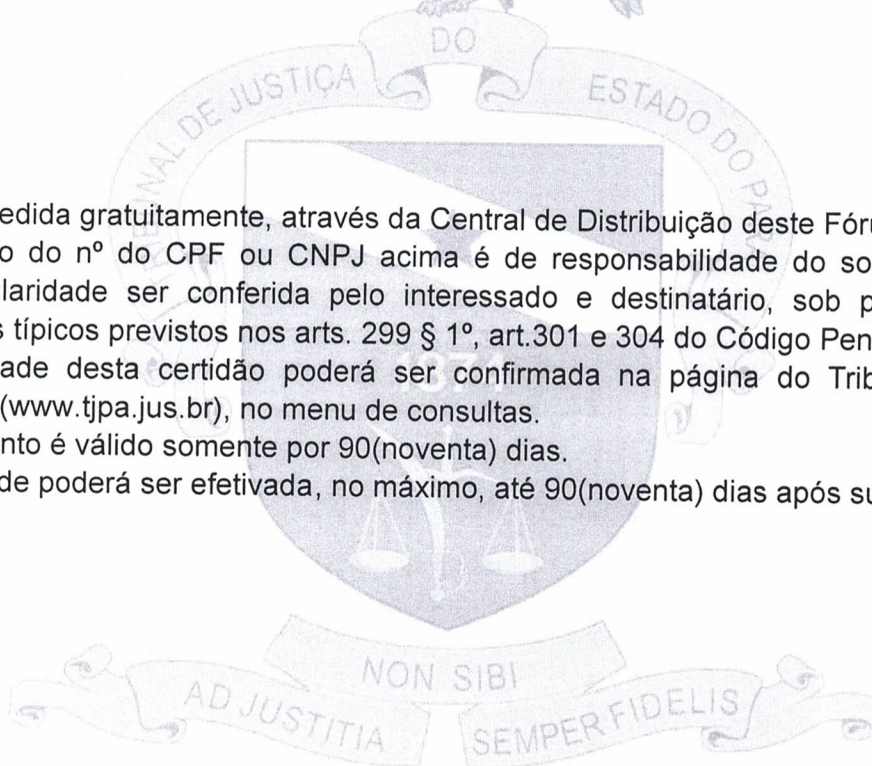 DO
TRIBUNAL DE JUSTIÇA
ESTADO DO PARÁ
edida gratuitamente, através da Central de Distribuição deste Fóru
o do nº do CPF ou CNPJ acima é de responsabilidade do so
laridade ser conferida pelo interessado e destinatário, sob p
s típicos previstos nos arts. 299 § 1º, art.301 e 304 do Código Pen
ade desta certidão poderá ser confirmada na página do Trib
(www.tjpa.jus.br), no menu de consultas.
nto é válido somente por 90(noventa) dias.
de poderá ser efetivada, no máximo, até 90(noventa) dias após su
1874
NON SIBI
AD JUSTITIA
SEMPER FIDELIS